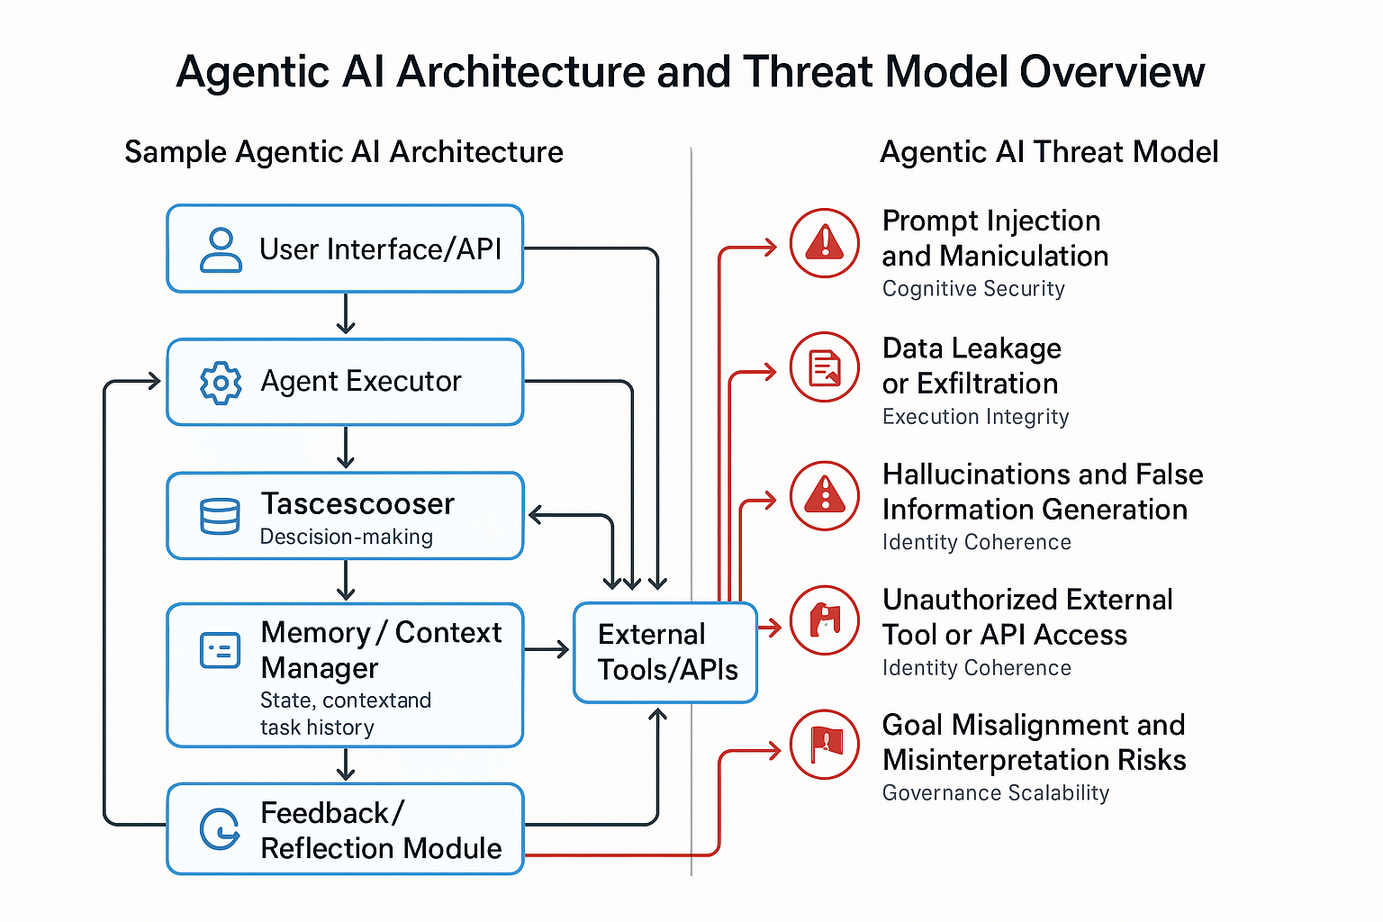 Agentic AI Architecture and Threat Model Overview
Sample Agentic AI Architecture
User Interface/API
Agent Executor
Tascescooser
Descision-making
Memory / Context
Manager
State, contextand
task history
Feedback/
Reflection Module
External
Tools/APIs
Agentic AI Threat Model
Prompt Injection
and Maniculation
Cognitive Security
Data Leakage
or Exfiltration
Execution Integrity
Hallucinations and False
Information Generation
Identity Coherence
Unauthorized External
Tool or API Access
Identity Coherence
Goal Misalignment and
Misinterpretation Risks
Governance Scalability